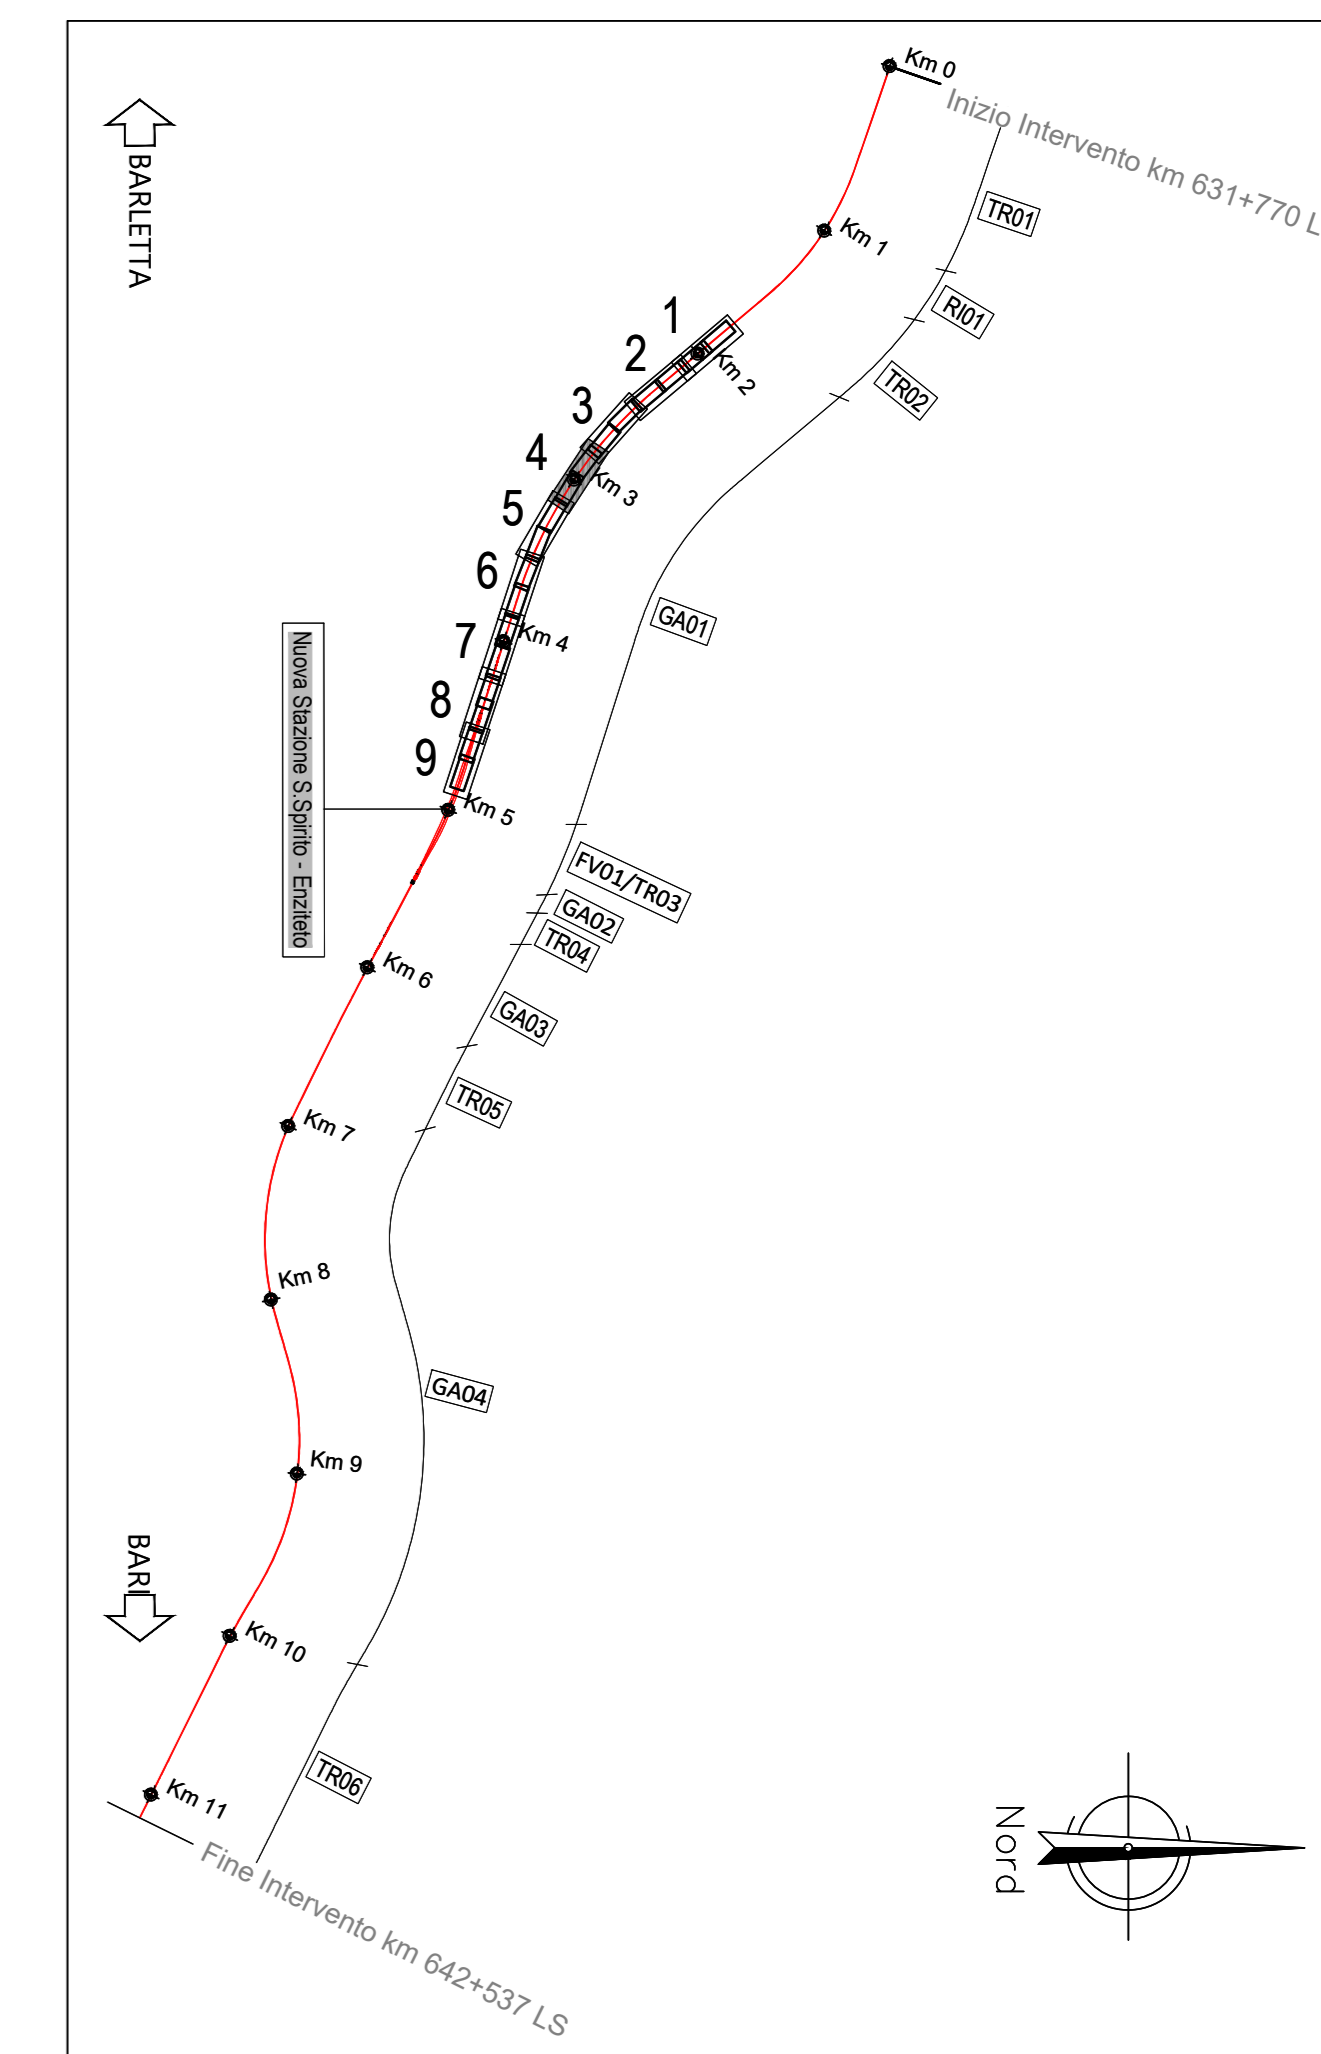 Km 0
Inizio Intervento km 631+770 L
BARLETTA
TR01
Km 1
RI01
1
Km 2
2
TR02
3
4
Km 3
5
6
GA01
7
Km 4
Nuova Stazione S.Spirito - Enziteto
8
9
Km 5
FV01/TR03
GA02
TR04
Km 6
GA03
TR05
Km 7
Km 8
GA04
Km 9
BARI
Km 10
TR06
Km 11
Nord
Fine Intervento km 642+537 LS